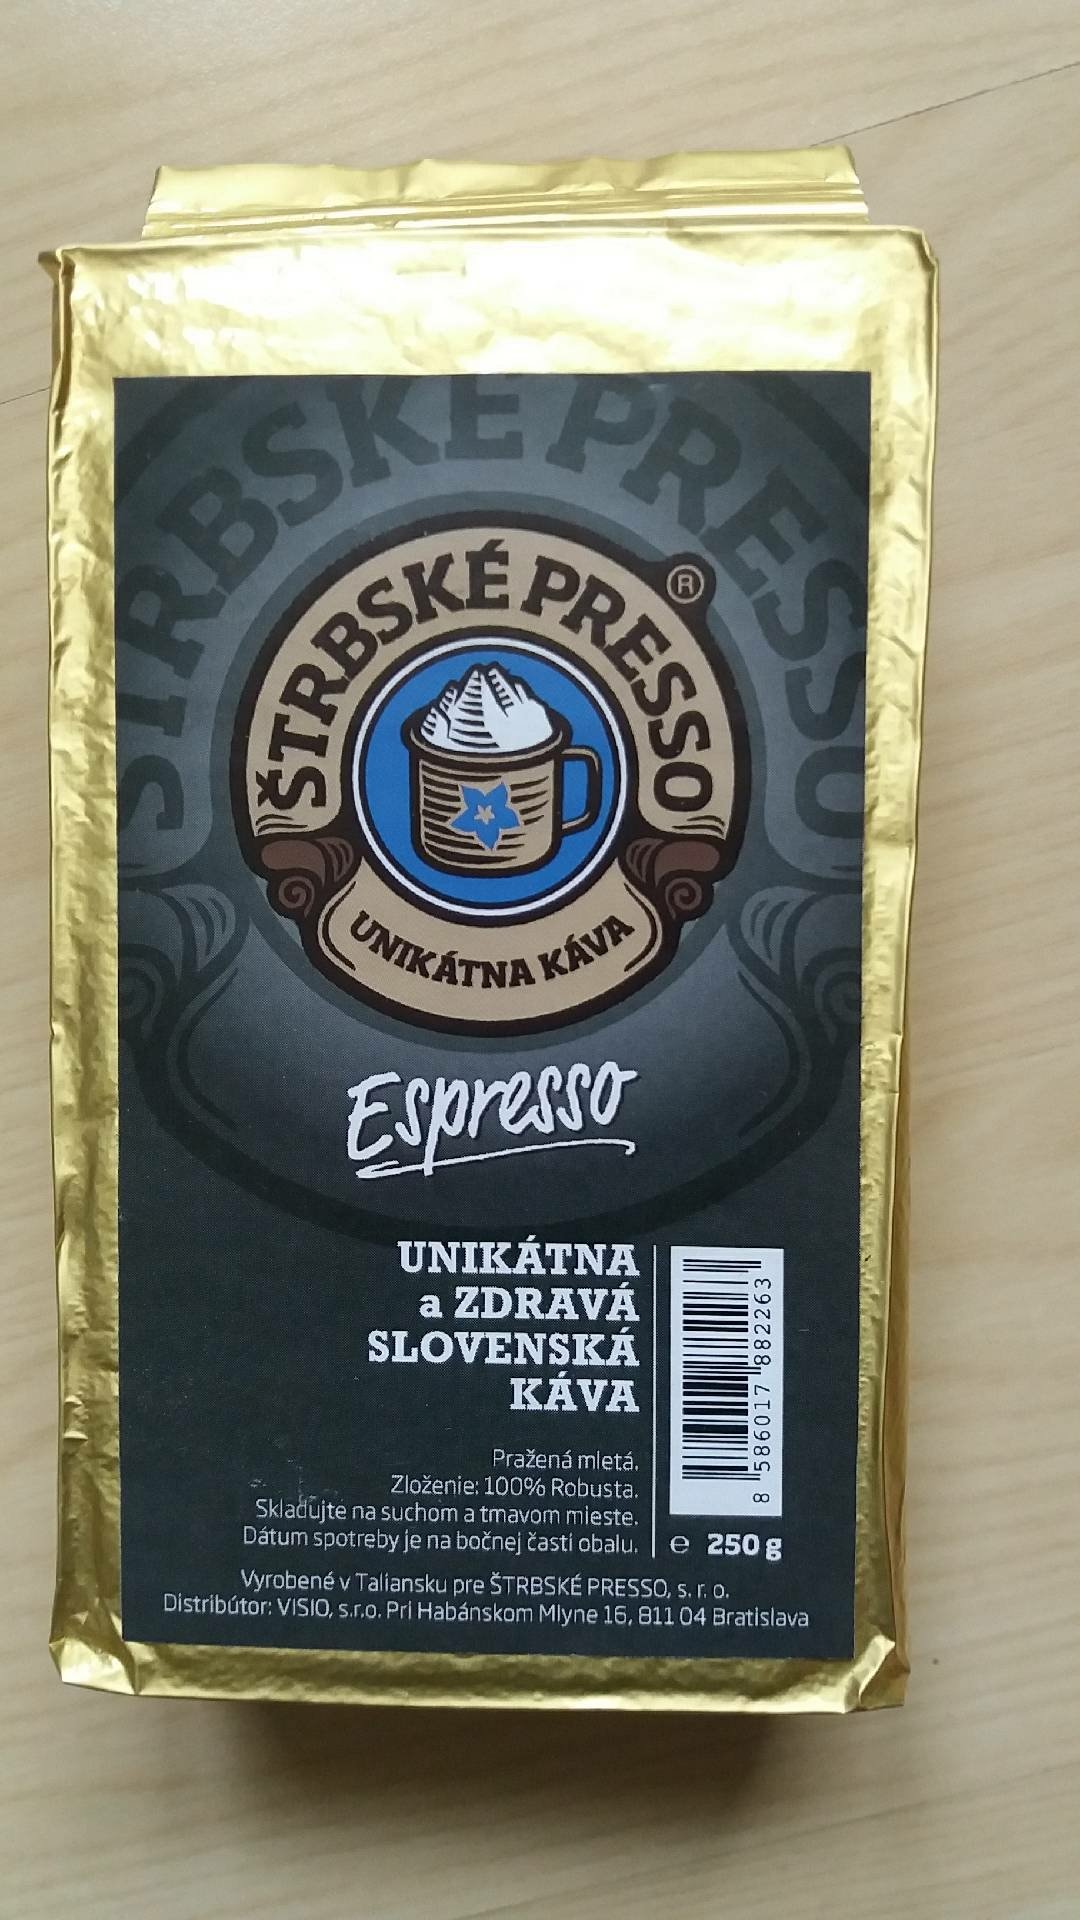 ŠTRBSKÉ PRESSO
ŠTRBSKÉ PRESSO ®
UNIKÁTNA KÁVA
Espresso
UNIKÁTNA
a ZDRAVÁ
SLOVENSKÁ
KÁVA
Pražená mletá.
Zloženie: 100% Robusta.
Skladujte na suchom a tmavom mieste.
Dátum spotreby je na bočnej časti obalu.
8 586017 882263
e 250 g
Vyrobené v Taliansku pre ŠTRBSKÉ PRESSO, s. r. o.
Distribútor: VISIO, s.r.o. Pri Habánskom Mlyne 16, 811 04 Bratislava